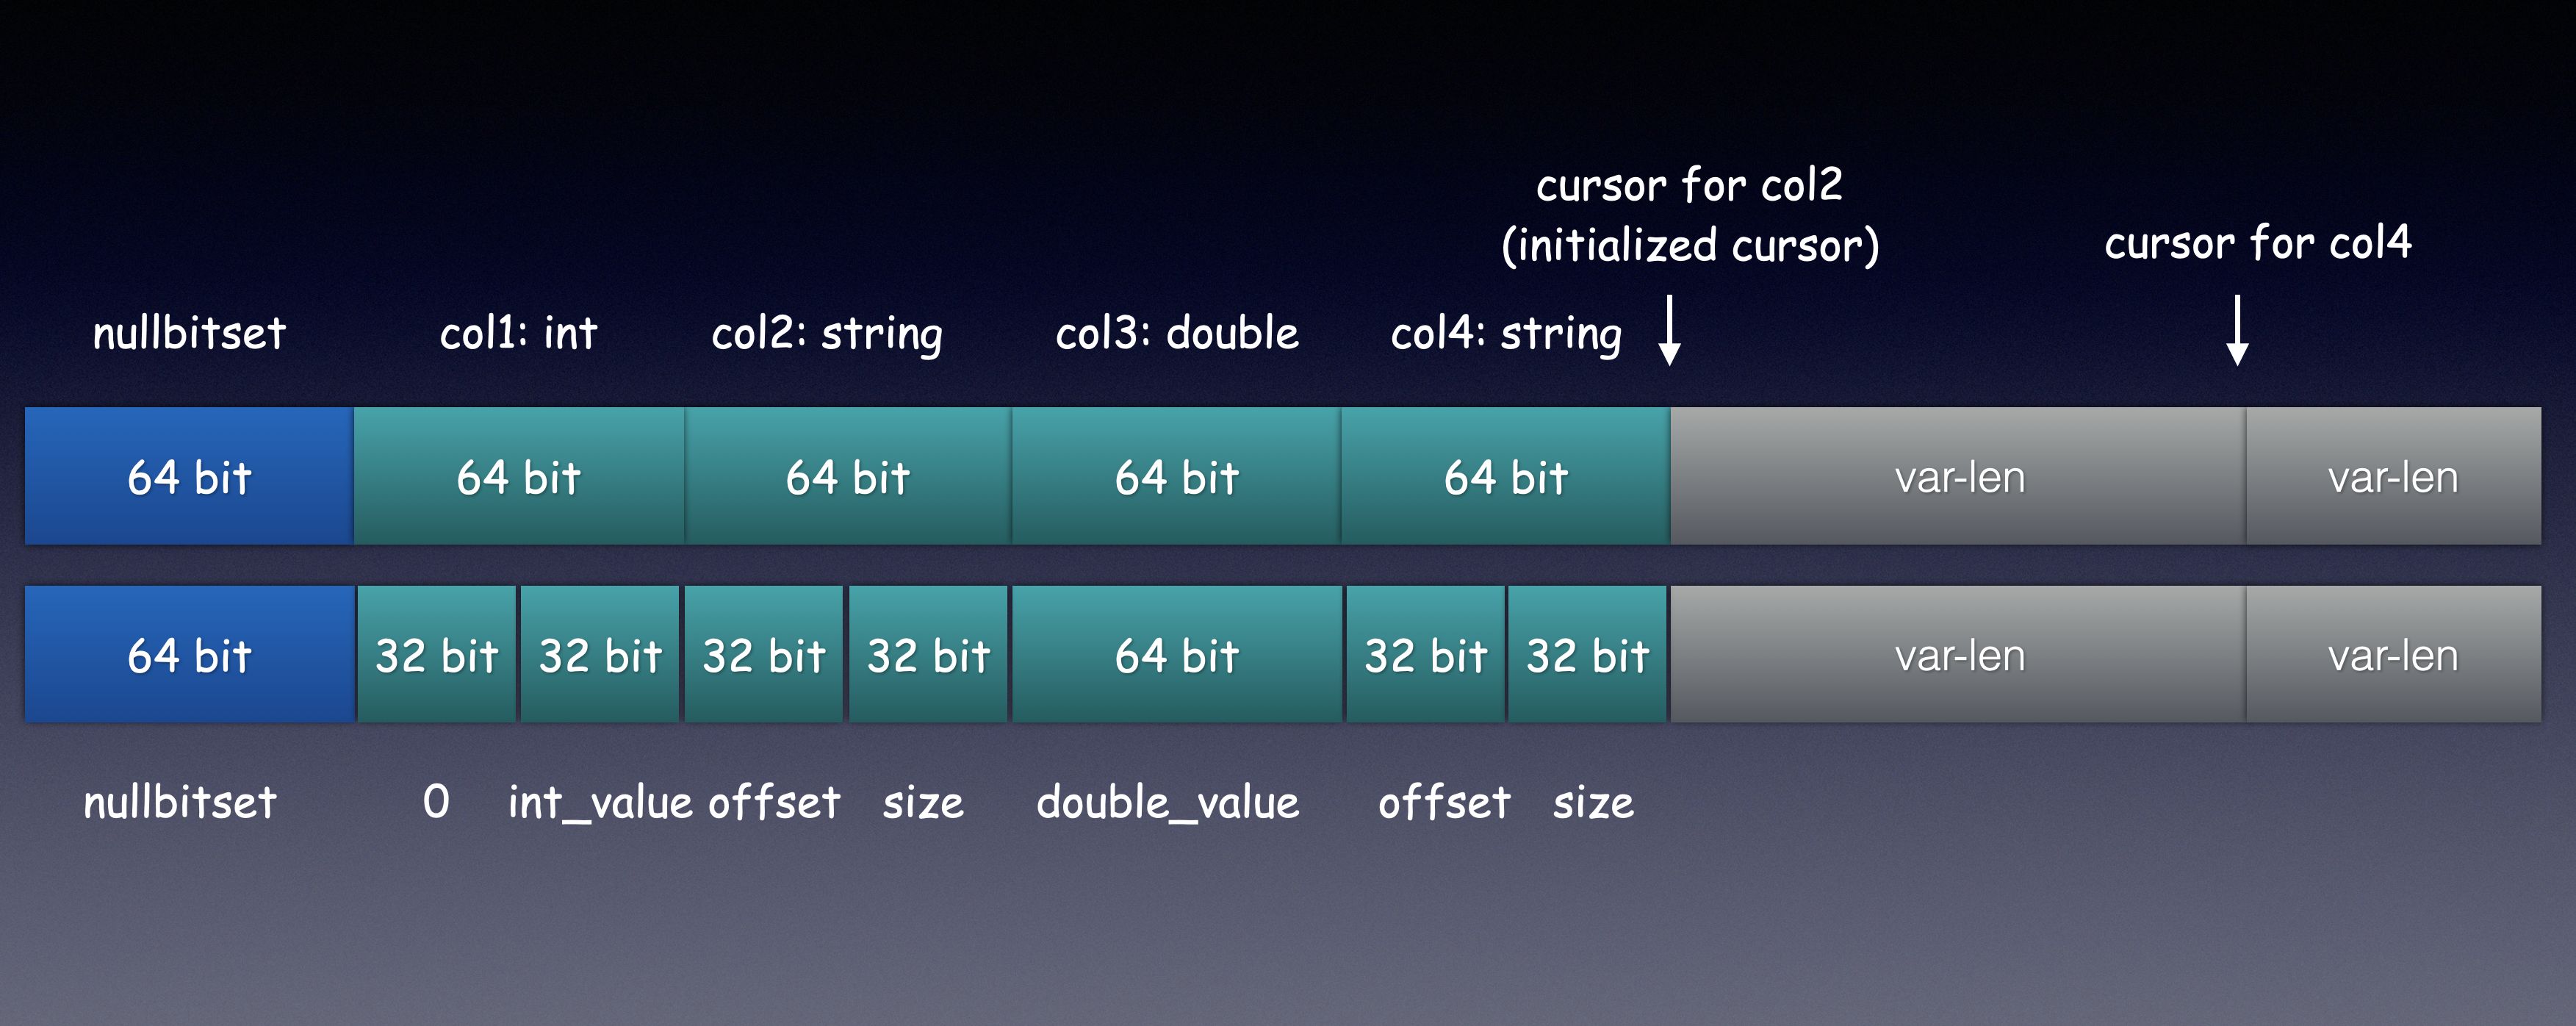 cursor for col2
(initialized cursor)
cursor for col4
nullbitset col1: int col2: string col3: double col4: string
64 bit 64 bit 64 bit 64 bit 64 bit var-len var-len
64 bit 32 bit 32 bit 32 bit 32 bit 64 bit 32 bit 32 bit var-len var-len
nullbitset 0 int_value offset size double_value offset size